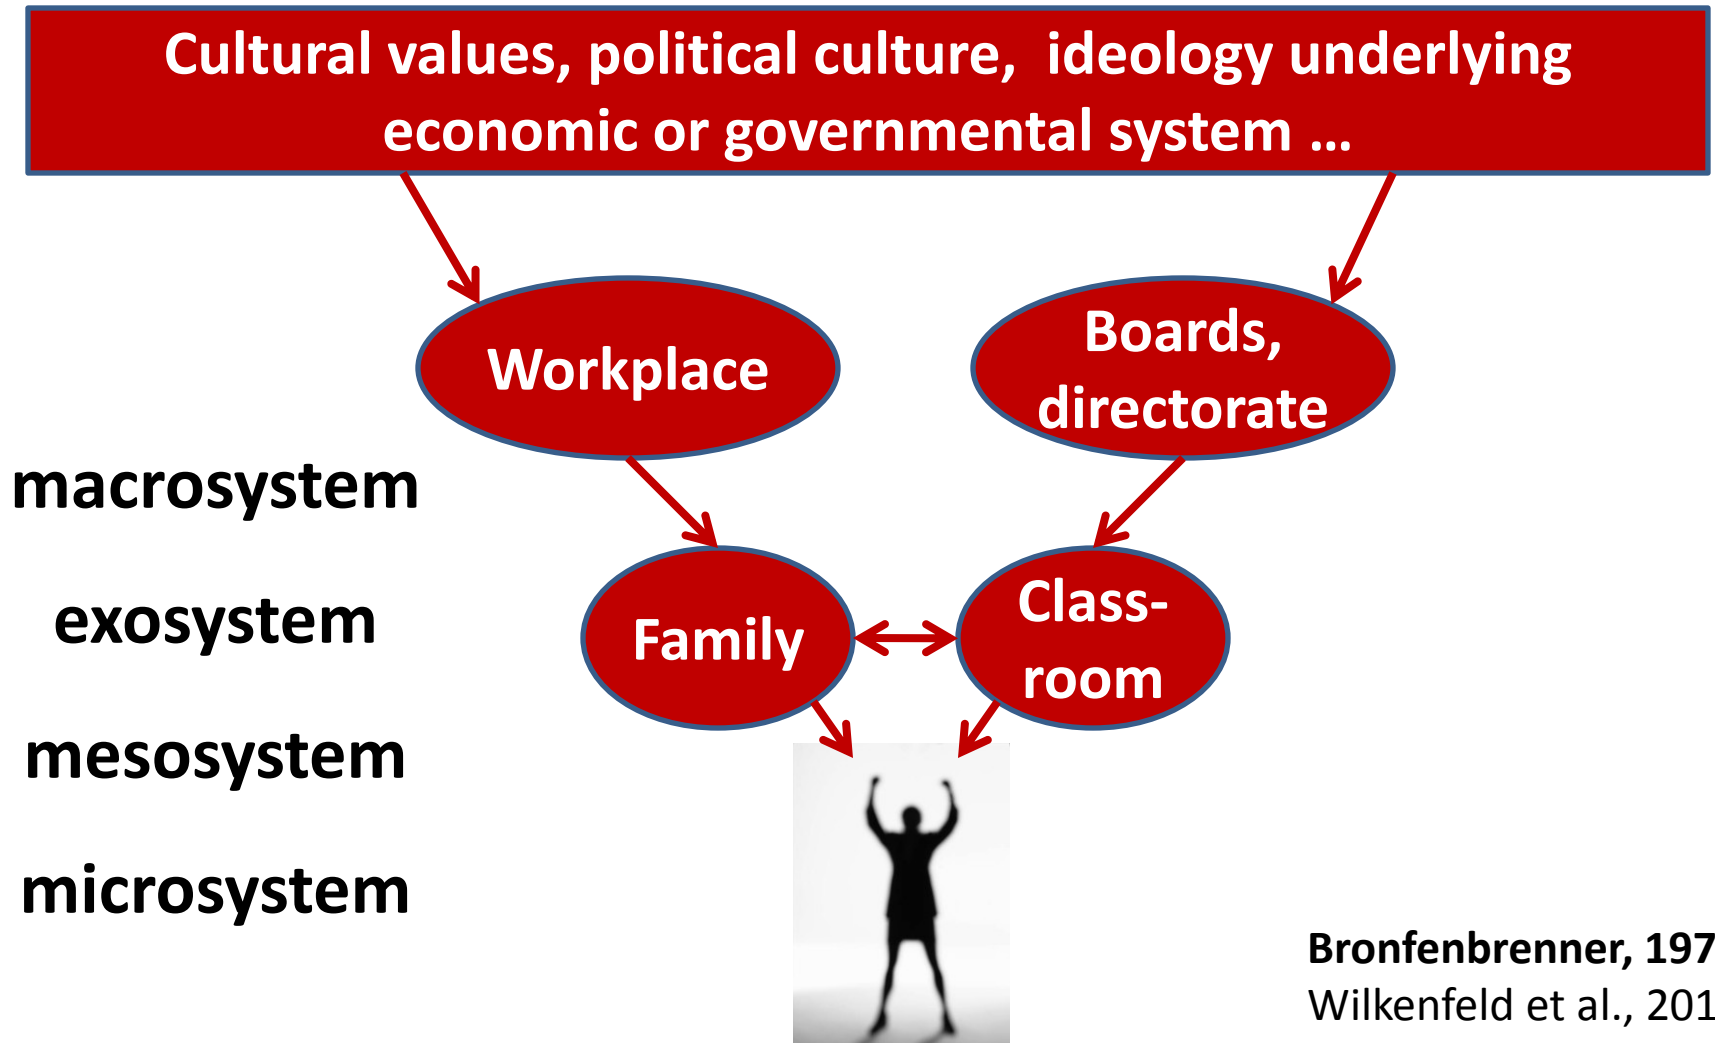 Cultural values, political culture, ideology underlying
economic or governmental system ...
Workplace
Boards,
directorate
macrosystem
exosystem
mesosystem
microsystem
Family
Class-
room
Bronfenbrenner, 197
Wilkenfeld et al., 201